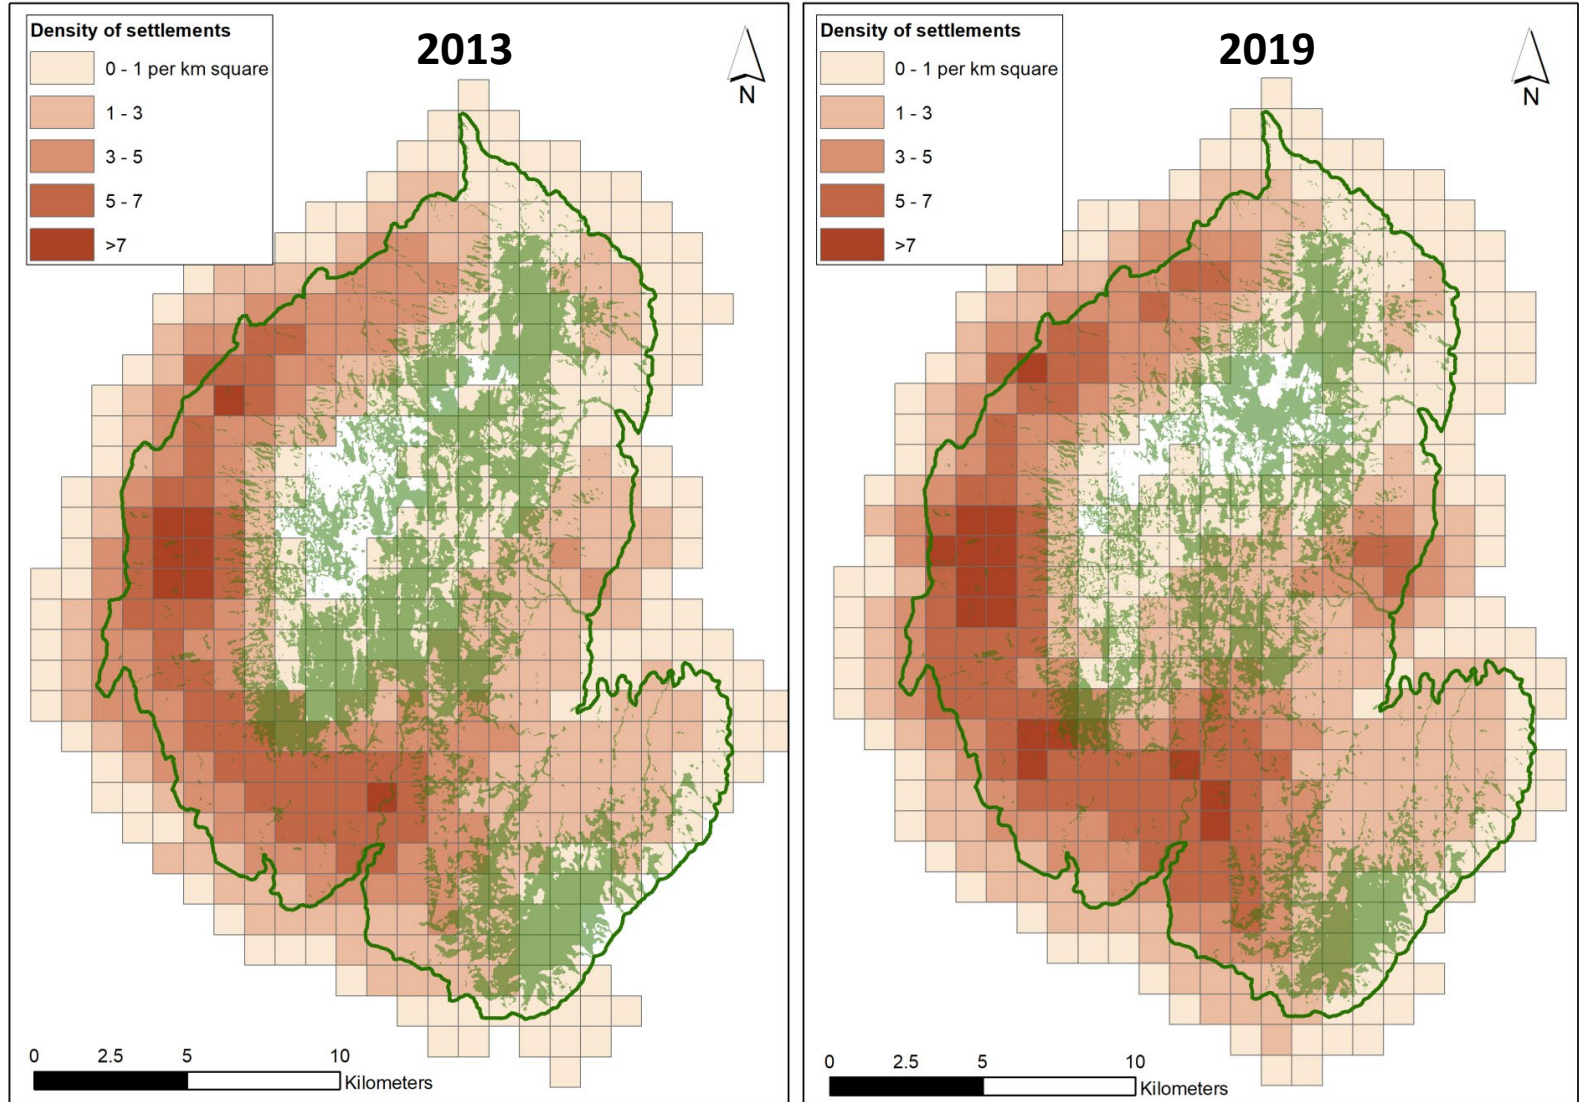 Density of settlements
0 - 1 per km square
1 - 3
3 - 5
5 - 7
>7
2013
N
0 2.5 5 10
Kilometers
Density of settlements
0 - 1 per km square
1 - 3
3 - 5
5 - 7
>7
2019
N
0 2.5 5 10
Kilometers